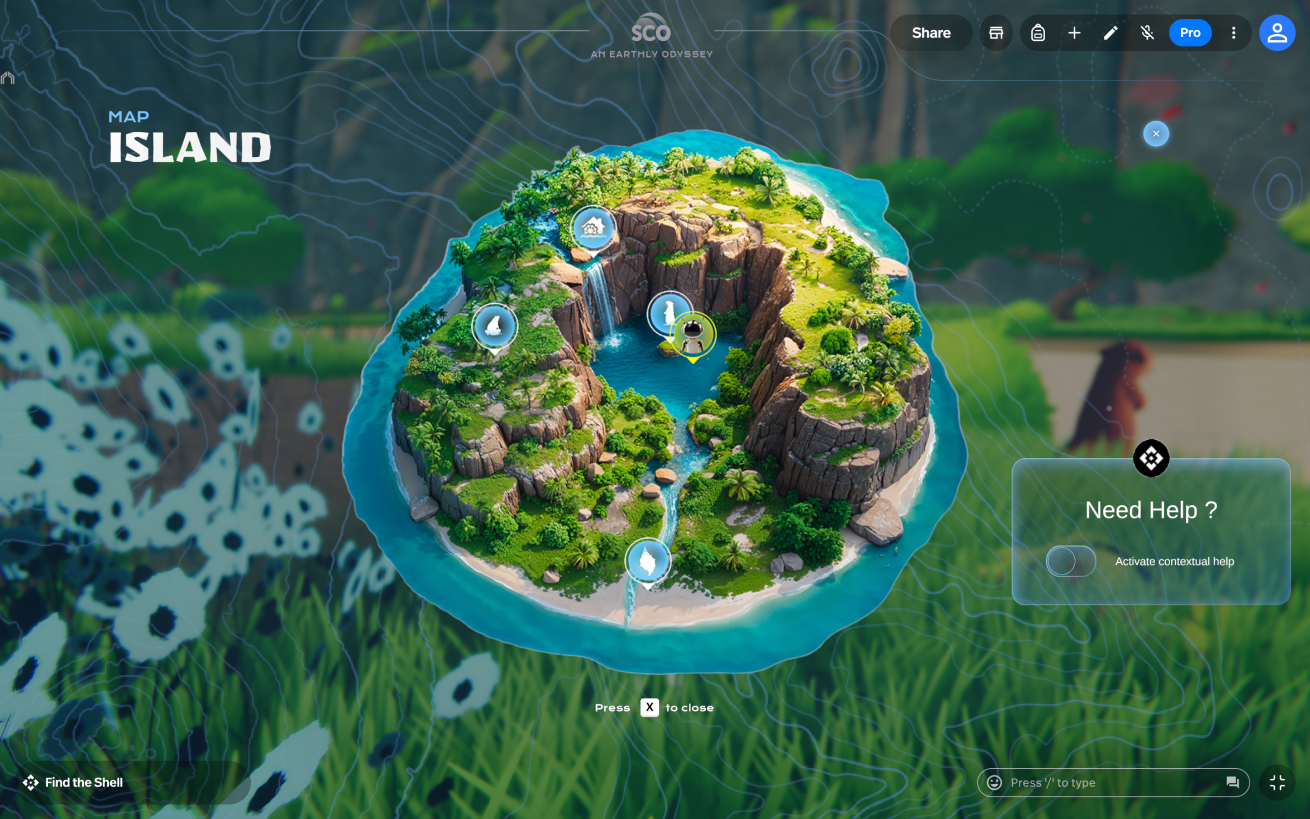 SCO
AN EARTHLY ODYSSEY
Share
Pro
MAP
ISLAND
Need Help ?
Activate contextual help
Press X to close
Find the Shell
Press '/' to type